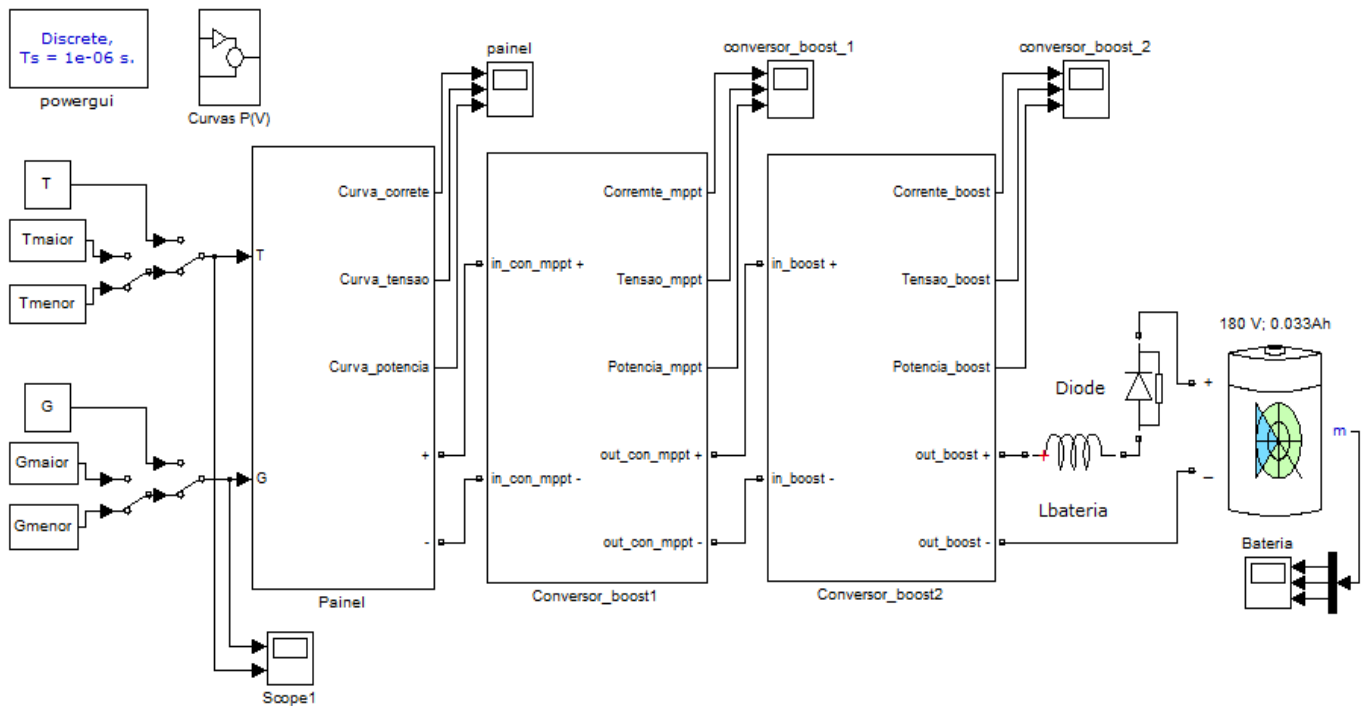 Discrete,
Ts = 1e-06 s.
powergui
Curvas P(V)
painel
conversor_boost_1
conversor_boost_2
T
Tmaior
Tmenor
G
Gmaior
Gmenor
T
G
Curva_correte
Curva_tensao
Curva_potencia
+
-
Painel
in_con_mppt +
in_con_mppt -
Corremte_mppt
Tensao_mppt
Potencia_mppt
out_con_mppt +
out_con_mppt -
Conversor_boost1
in_boost +
in_boost -
Corrente_boost
Tensao_boost
Potencia_boost
out_boost +
out_boost -
Conversor_boost2
Diode
+
Lbateria
180 V; 0.033Ah
+
_
m
Bateria
Scope1